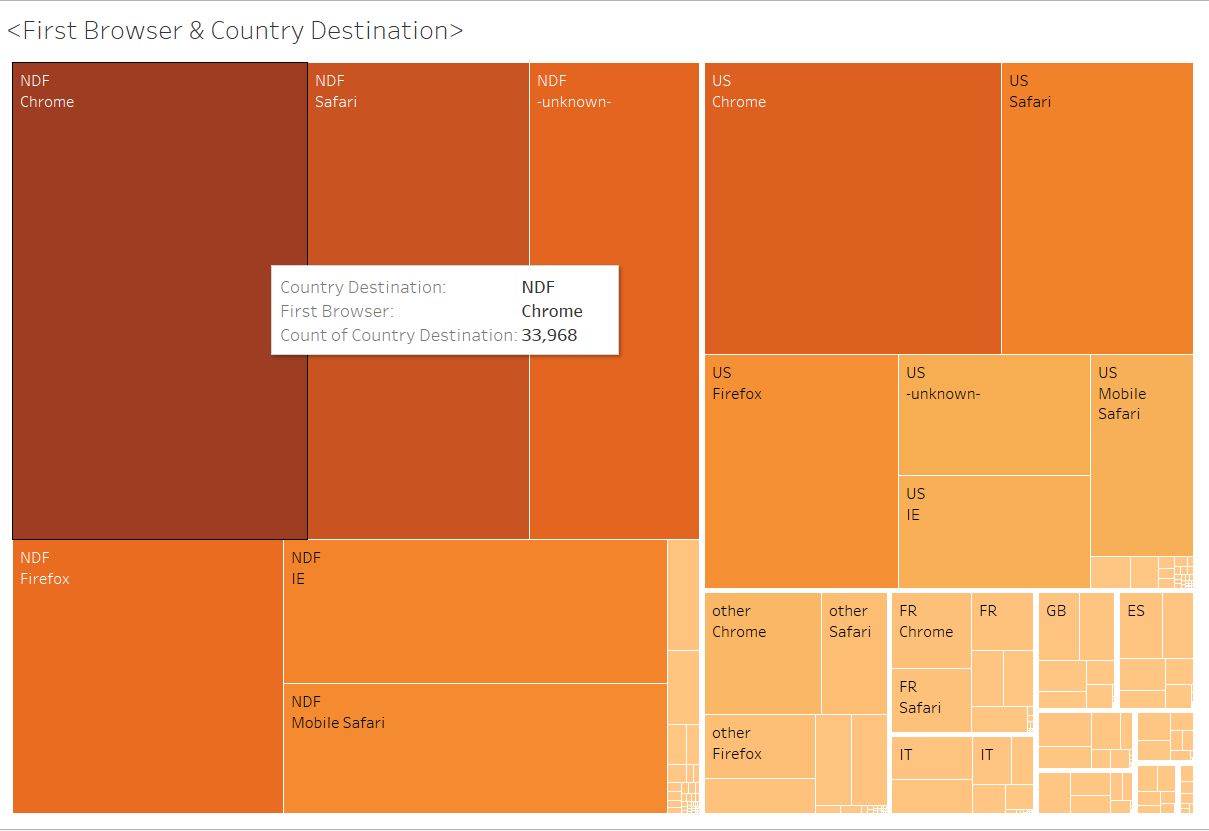 <First Browser & Country Destination>
NDF
Chrome
NDF
Safari
NDF
-unknown-
US
Chrome
US
Safari
Country Destination: NDF
First Browser: Chrome
Count of Country Destination: 33,968
US
Firefox
US
-unknown-
US
Mobile
Safari
US
IE
NDF
Firefox
NDF
IE
NDF
Mobile Safari
other
Chrome
other
Safari
other
Firefox
FR
Chrome
FR
FR
Safari
IT
IT
GB
ES